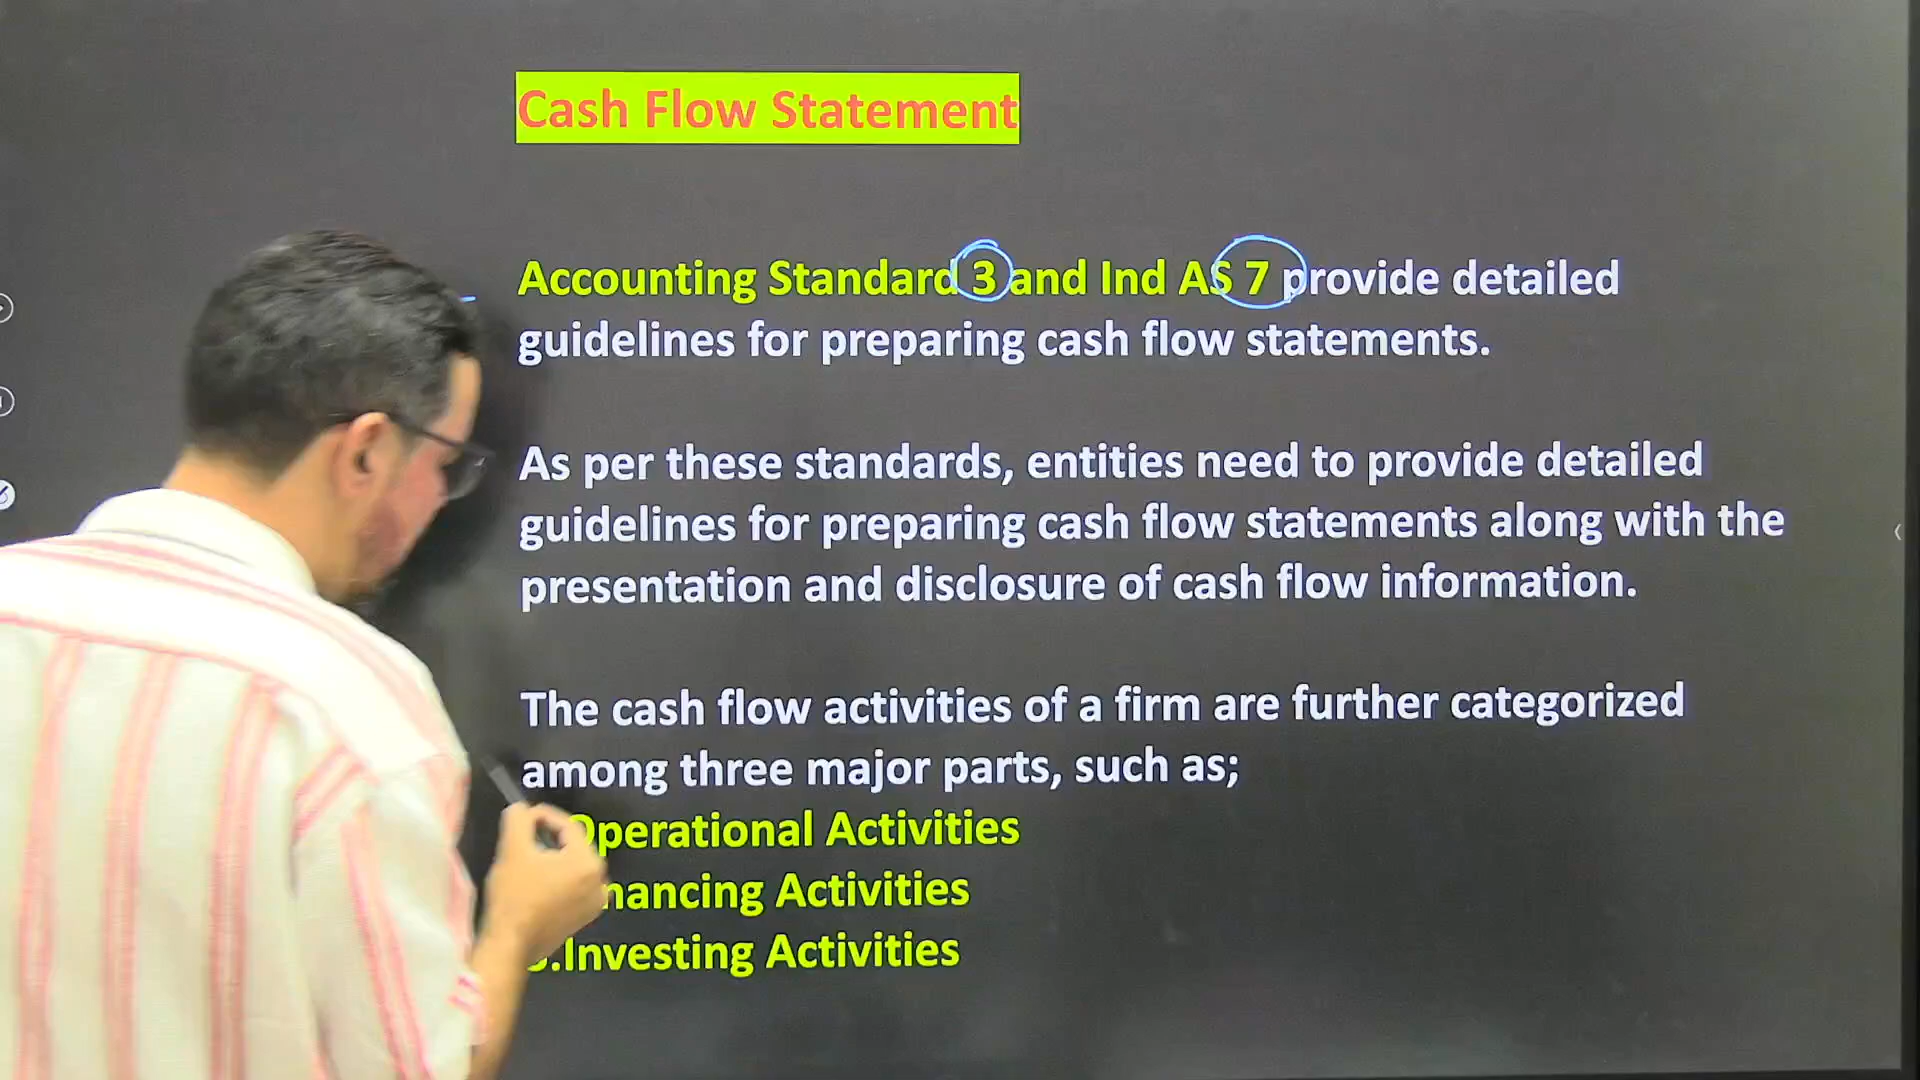 Cash Flow Statement
Accounting Standard 3 and Ind AS 7 provide detailed
guidelines for preparing cash flow statements.
As per these standards, entities need to provide detailed
guidelines for preparing cash flow statements along with the
presentation and disclosure of cash flow information.
The cash flow activities of a firm are further categorized
among three major parts, such as;
Operational Activities
Activities
3.Investing Activities